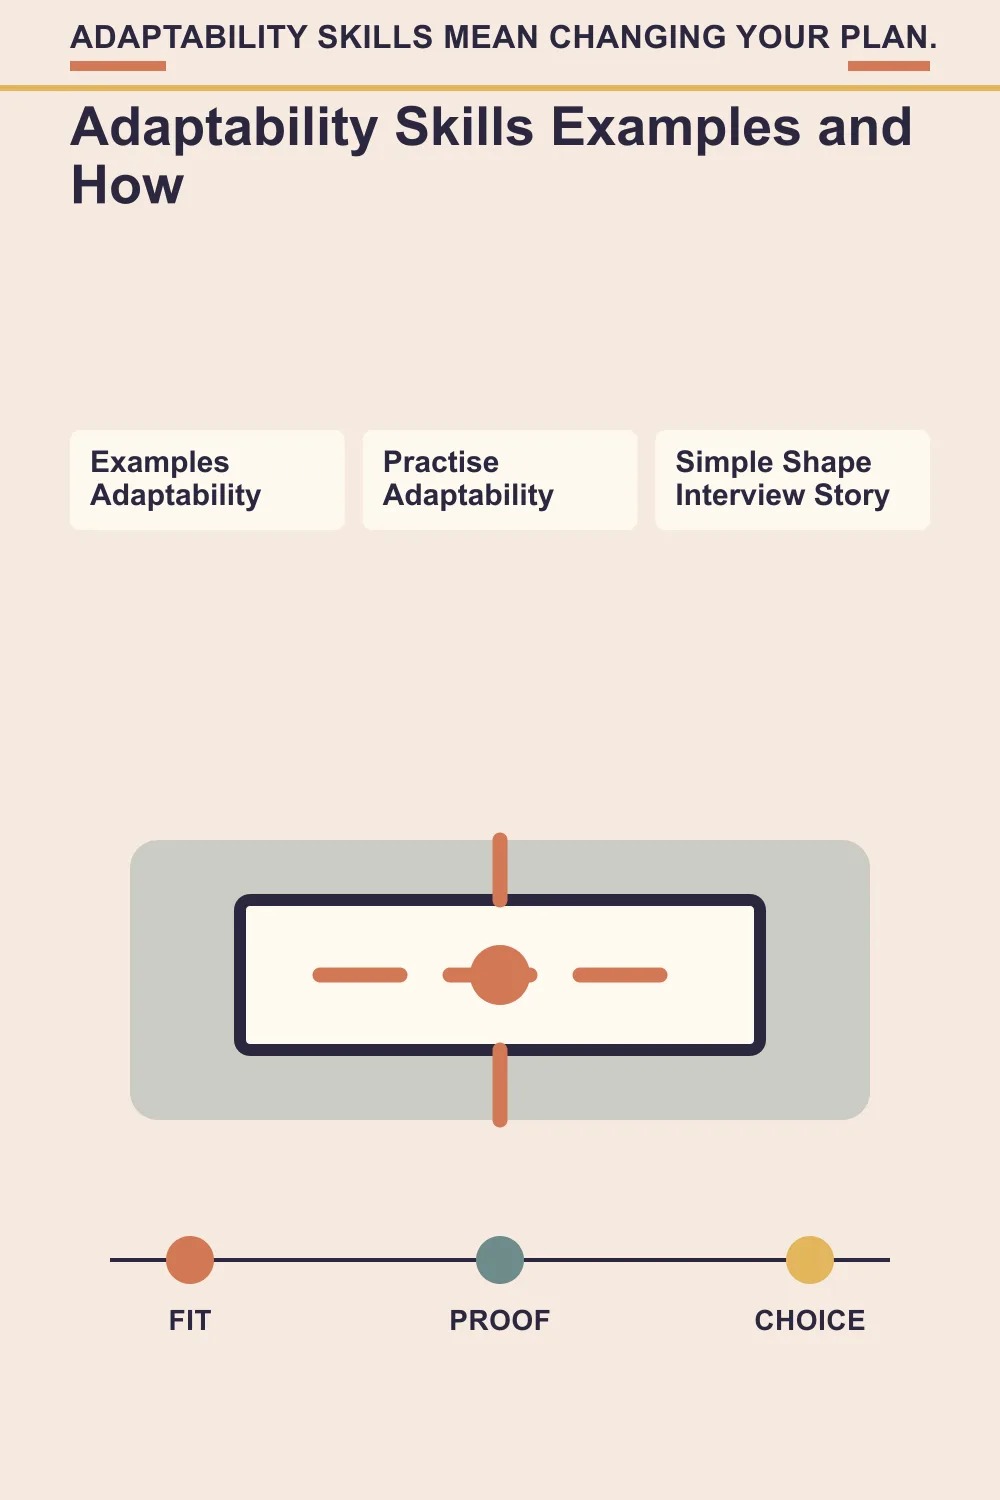 ADAPTABILITY SKILLS MEAN CHANGING YOUR PLAN.
Adaptability Skills Examples and
How
Examples
Adaptability
Practise
Adaptability
Simple Shape
Interview Story
FIT
PROOF
CHOICE